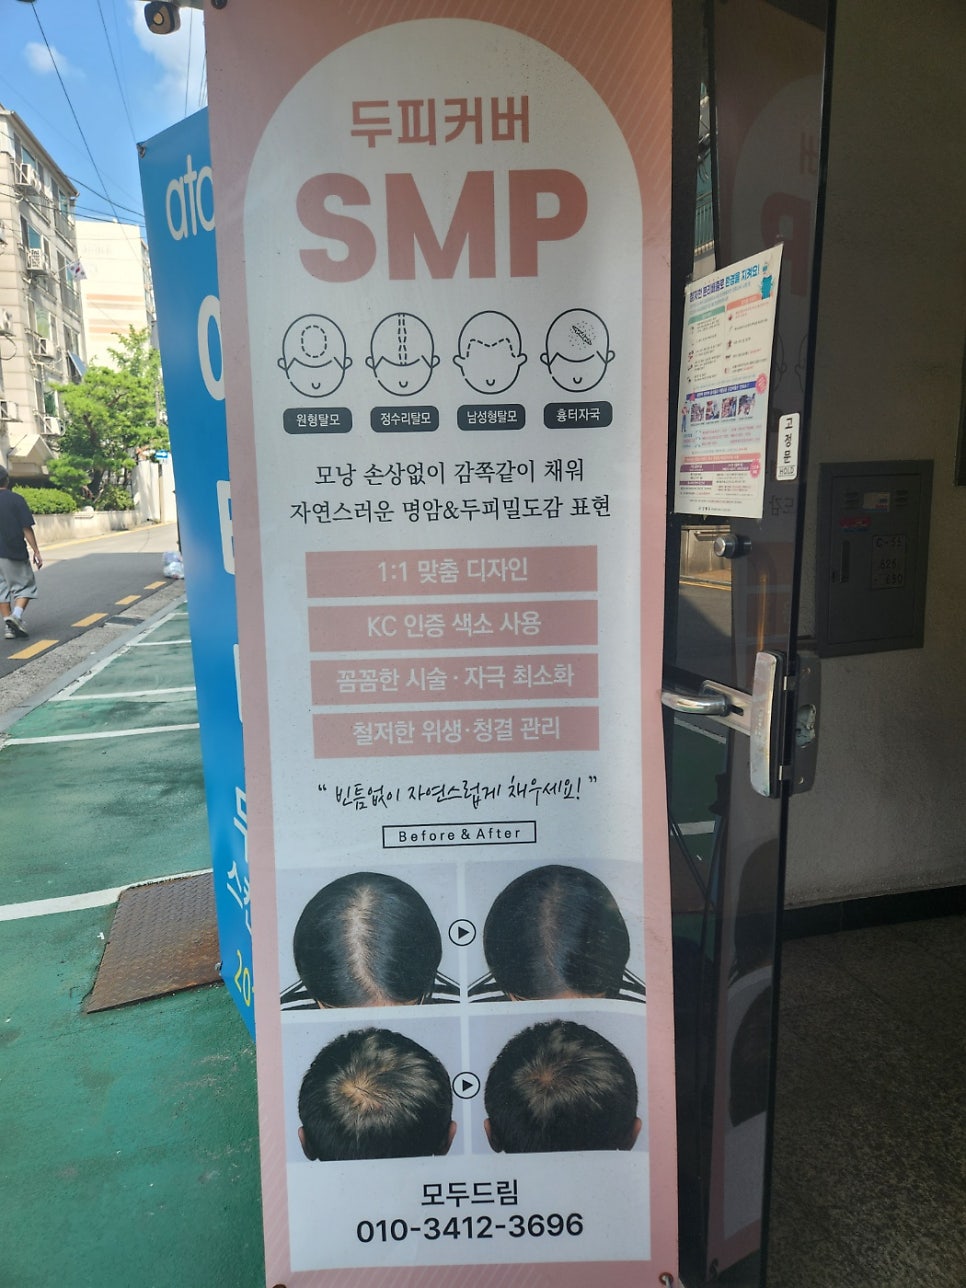 두피커버
SMP
원형탈모 정수리탈모 남성형탈모 흉터자국
모낭 손상없이 감쪽같이 채워
자연스러운 명암&두피밀도감 표현
1:1 맞춤 디자인
KC 인증 색소 사용
꼼꼼한 시술·자극 최소화
철저한 위생·청결 관리
“빈틈없이 자연스럽게 채우세요!”
Before & After
모두드림
010-3412-3696
고정문
HOLD